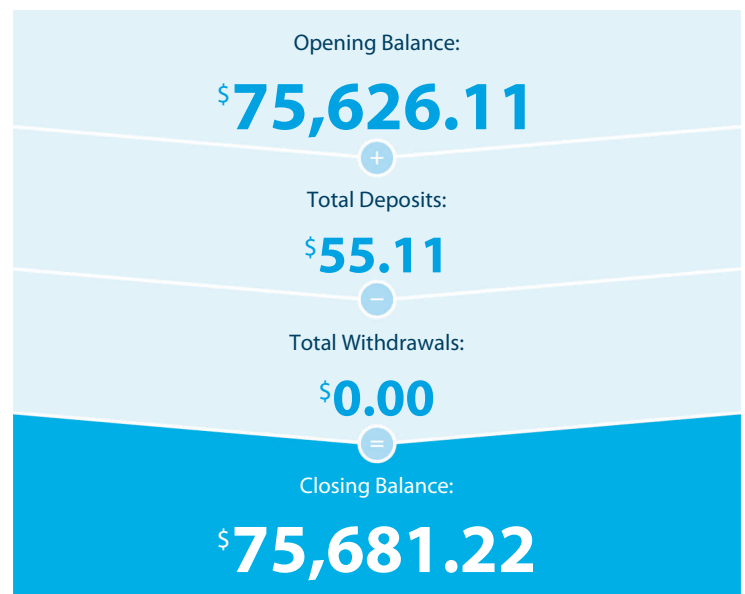 Opening Balance:
$75,626.11
+
Total Deposits:
$55.11
−
Total Withdrawals:
$0.00
=
Closing Balance:
$75,681.22